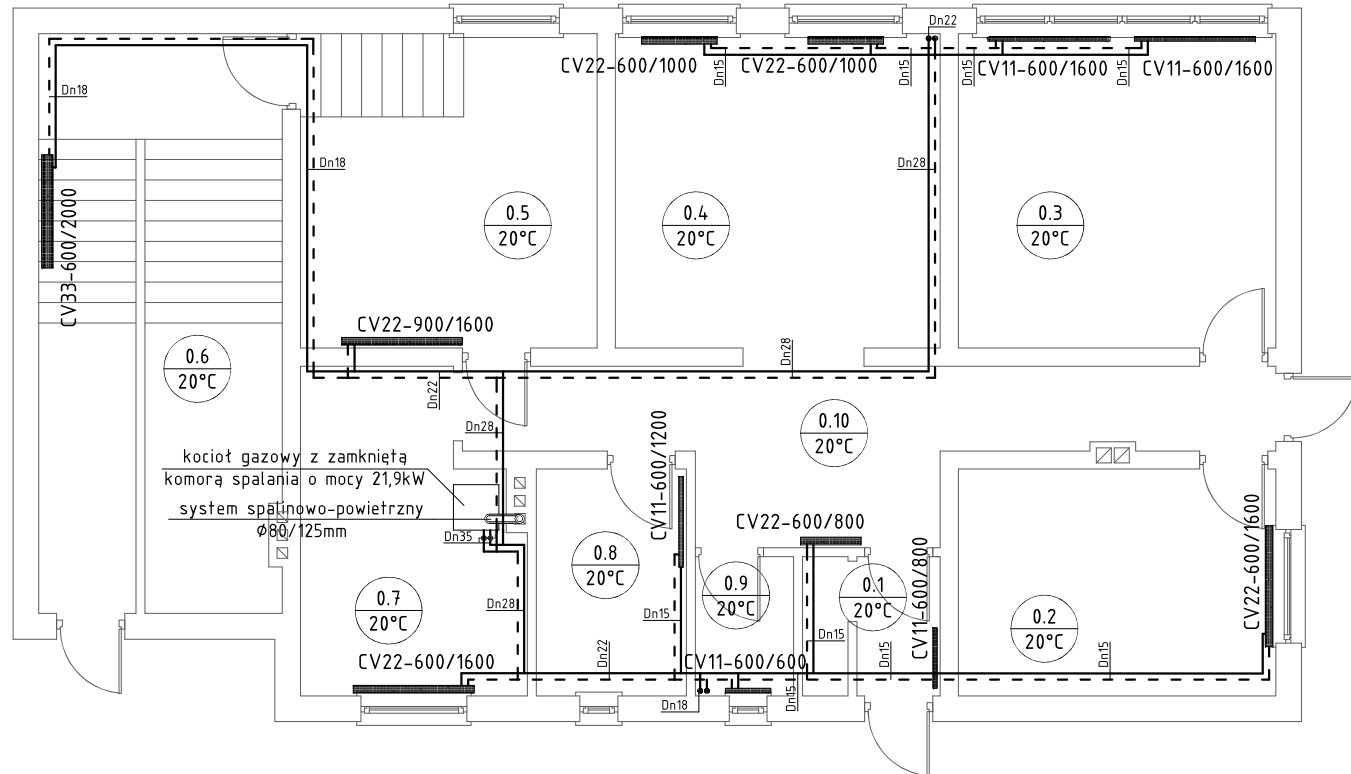 Dn22
CV22-600/1000
Dn15
CV22-600/1000
Dn15
Dn15
CV11-600/1600
Dn15
CV11-600/1600
Dn18
Dn18
Dn28
CV33-600/2000
0.5
20°C
0.4
20°C
0.3
20°C
CV22-900/1600
0.6
20°C
Dn22
Dn28
Dn28
kocioł gazowy z zamkniętą
komorą spalania o mocy 21,9kW
system spalinowo-powietrzny
Ø80/125mm
Dn35
CV11-600/1200
0.10
20°C
CV22-600/800
0.8
20°C
0.9
20°C
0.1
20°C
CV11-600/800
CV22-600/1600
0.7
20°C
Dn28
Dn15
Dn15
0.2
20°C
CV22-600/1600
Dn22
CV11-600/600
Dn15
Dn15
Dn15
Dn18